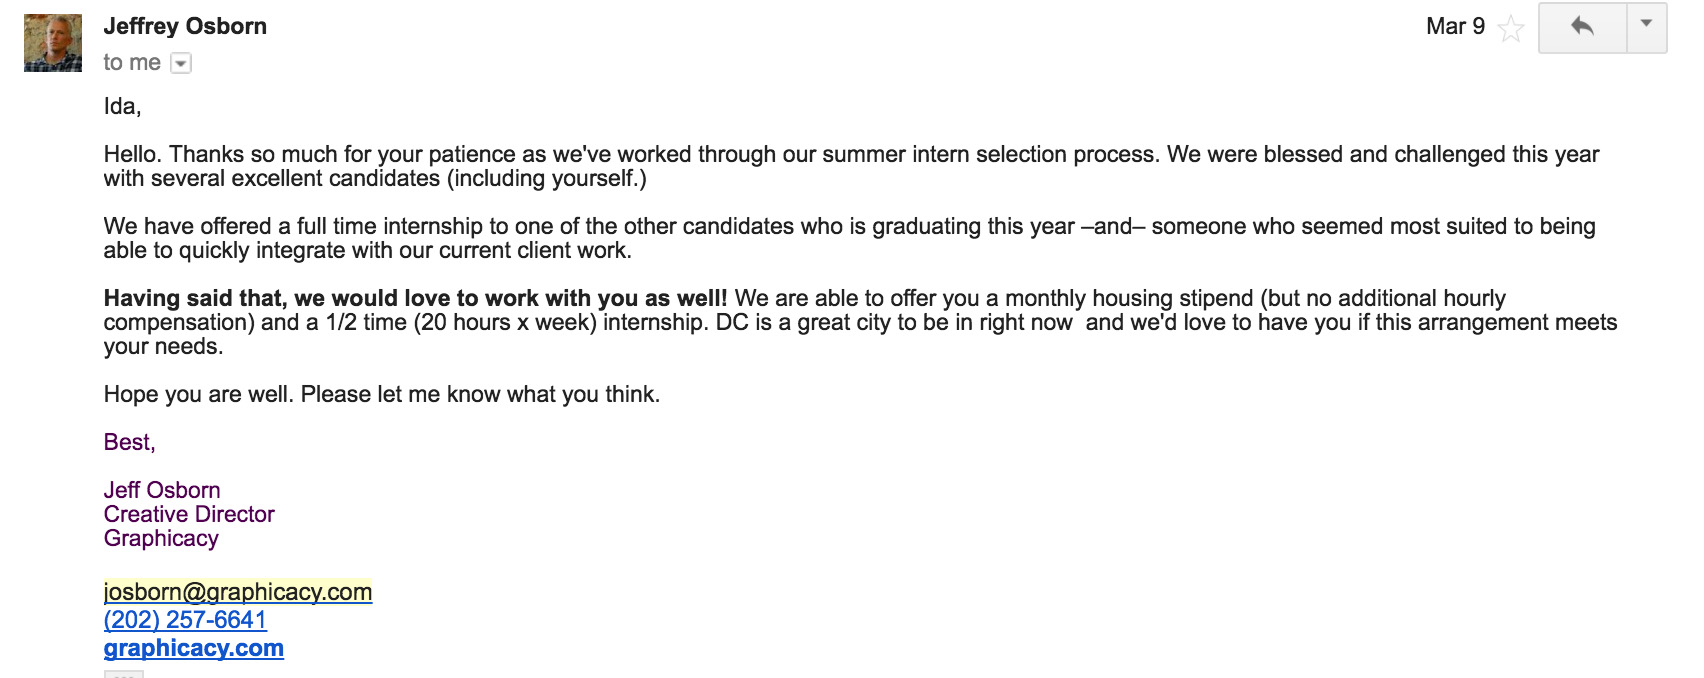 Jeffrey Osborn
Mar 9
to me
Ida,
Hello. Thanks so much for your patience as we've worked through our summer intern selection process. We were blessed and challenged this year
with several excellent candidates (including yourself.)
We have offered a full time internship to one of the other candidates who is graduating this year –and– someone who seemed most suited to being
able to quickly integrate with our current client work.
Having said that, we would love to work with you as well! We are able to offer you a monthly housing stipend (but no additional hourly
compensation) and a 1/2 time (20 hours x week) internship. DC is a great city to be in right now  and we'd love to have you if this arrangement meets
your needs.
Hope you are well. Please let me know what you think.
Best,
Jeff Osborn
Creative Director
Graphicacy
josborn@graphicacy.com
(202) 257-6641
graphicacy.com